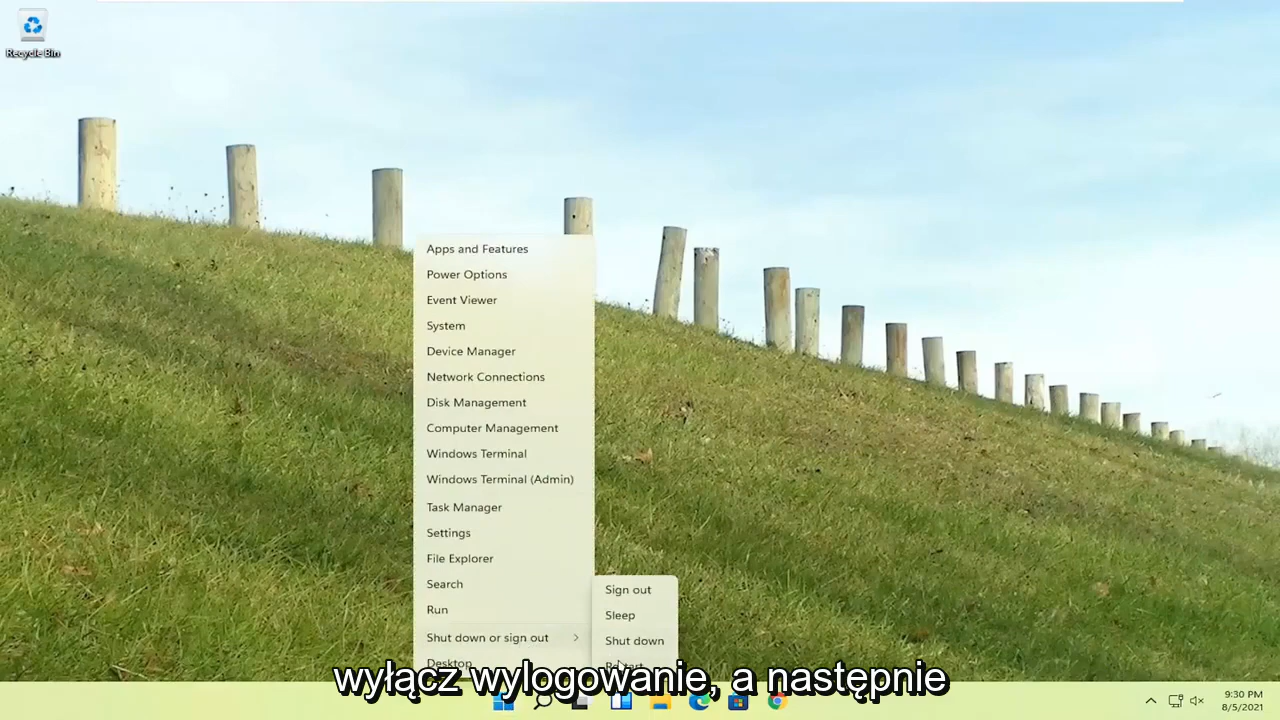 Recycle Bin
Apps and Features
Power Options
Event Viewer
System
Device Manager
Network Connections
Disk Management
Computer Management
Windows Terminal
Windows Terminal (Admin)
Task Manager
Settings
File Explorer
Search
Run
Shut down or sign out
Desktop
Sign out
Sleep
Shut down
Restart
wyłącz wylogowanie, a następnie
9:30 PM
8/5/2021